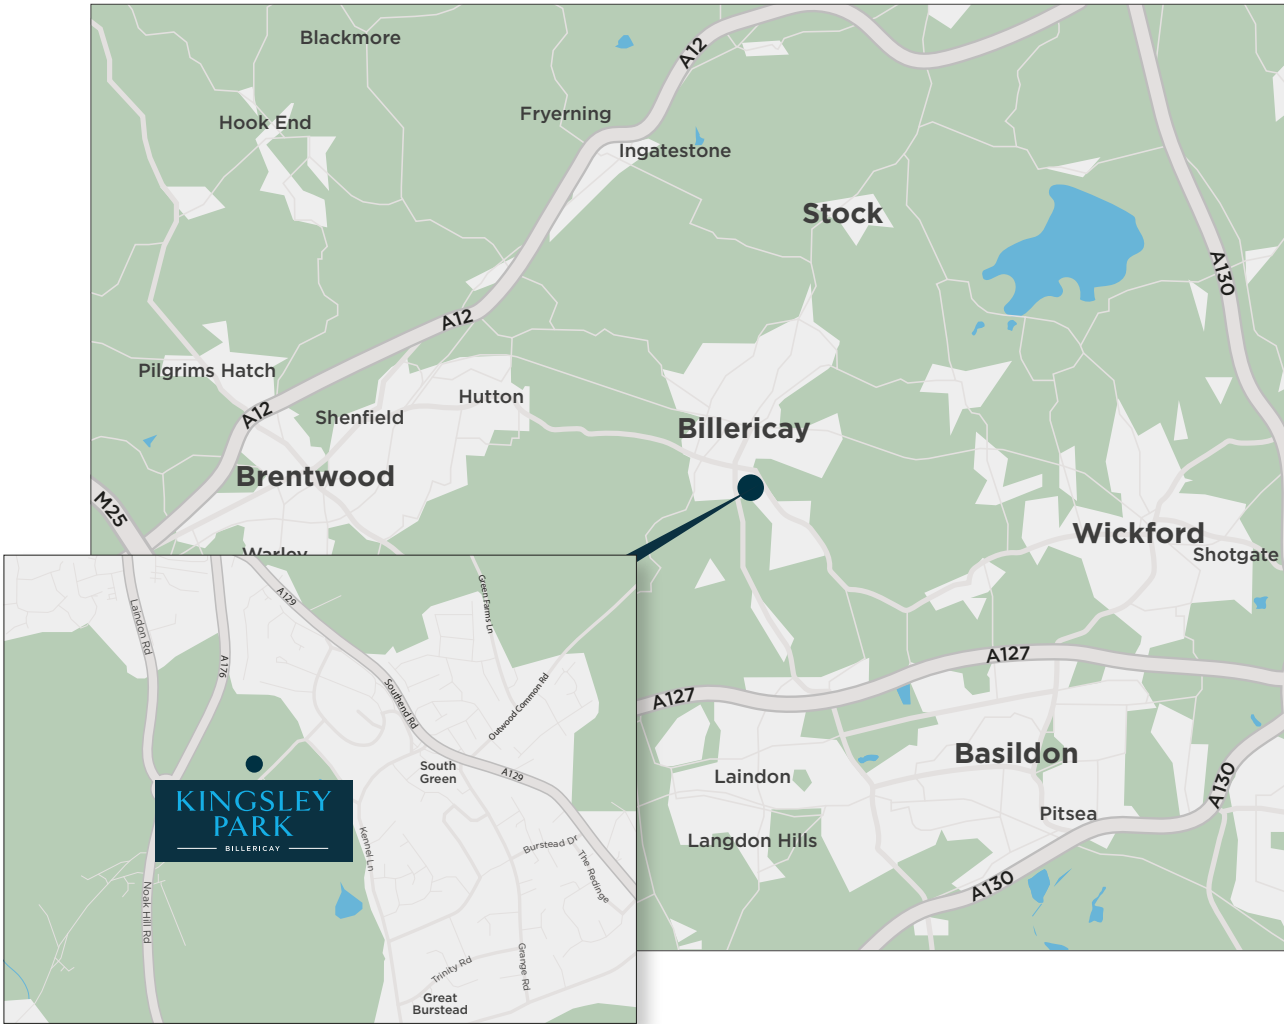 Blackmore
A12
Fryerning
Hook End
Ingatestone
Stock
A130
A12
Pilgrims Hatch
Hutton
A12
Shenfield
Billericay
Brentwood
M25
Wickford
Warley
Shotgate
A127
A127
Basildon
Laindon
A130
Pitsea
Langdon Hills
A130
Green Farms Ln
A129
Laindon Rd
A176
Southend Rd
Outwood Common Rd
South
Green
A129
KINGSLEY
PARK
BILLERICAY
Kennel Ln
Burstead Dr
The Redinge
Noak Hill Rd
Grange Rd
Trinity Rd
Great
Burstead